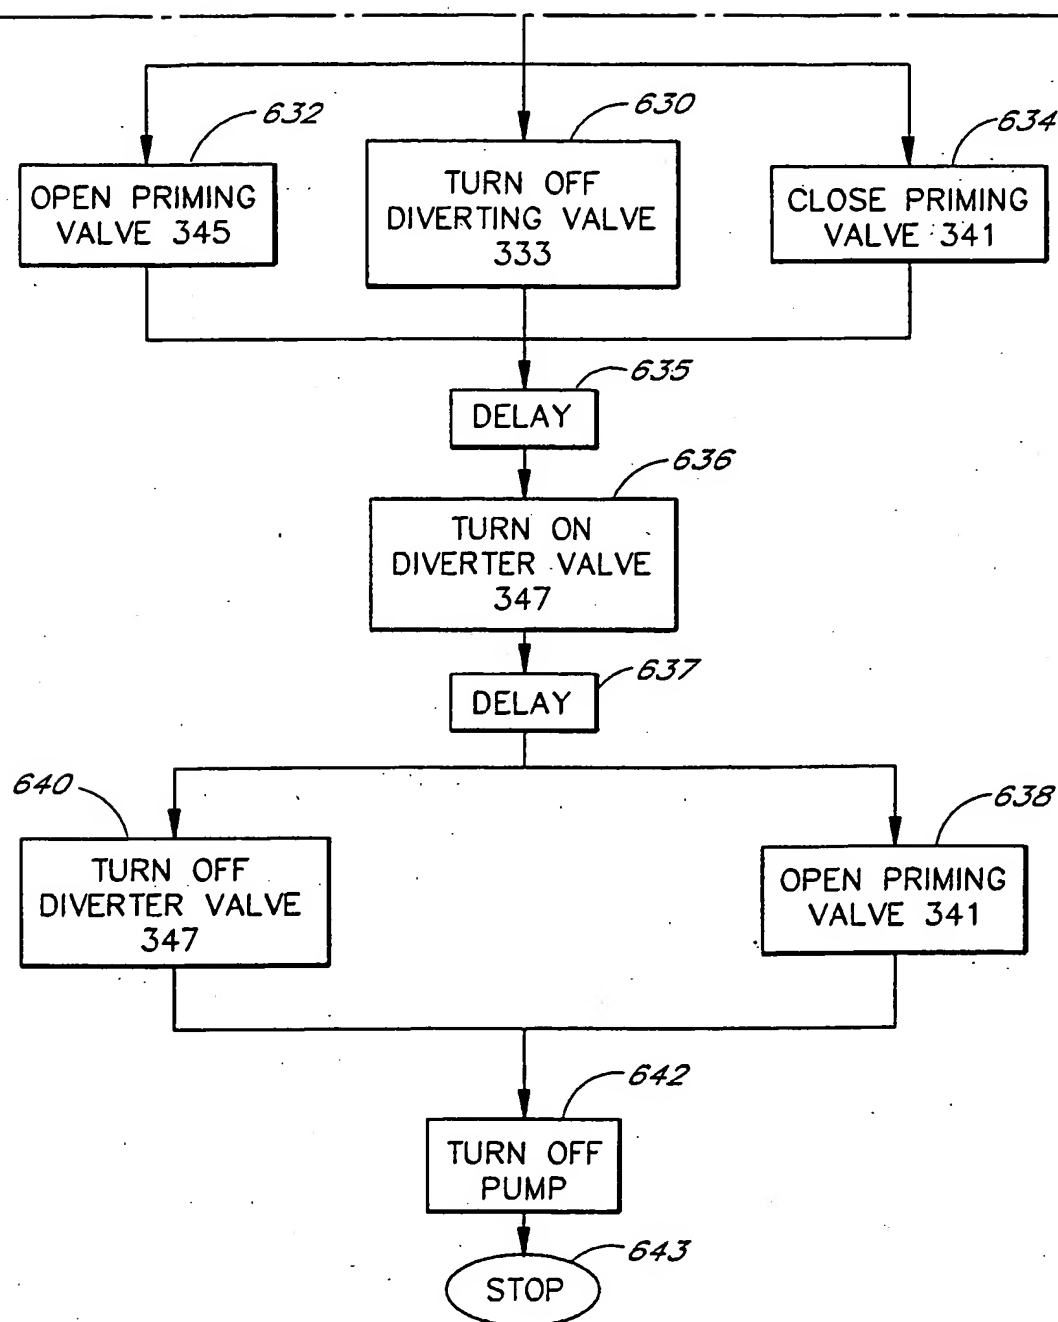 632
630
634
OPEN PRIMING
VALVE 345
TURN OFF
DIVERTING VALVE
333
CLOSE PRIMING
VALVE 341
635
DELAY
636
TURN ON
DIVERTER VALVE
347
637
DELAY
640
638
TURN OFF
DIVERTER VALVE
347
OPEN PRIMING
VALVE 341
642
TURN OFF
PUMP
643
STOP